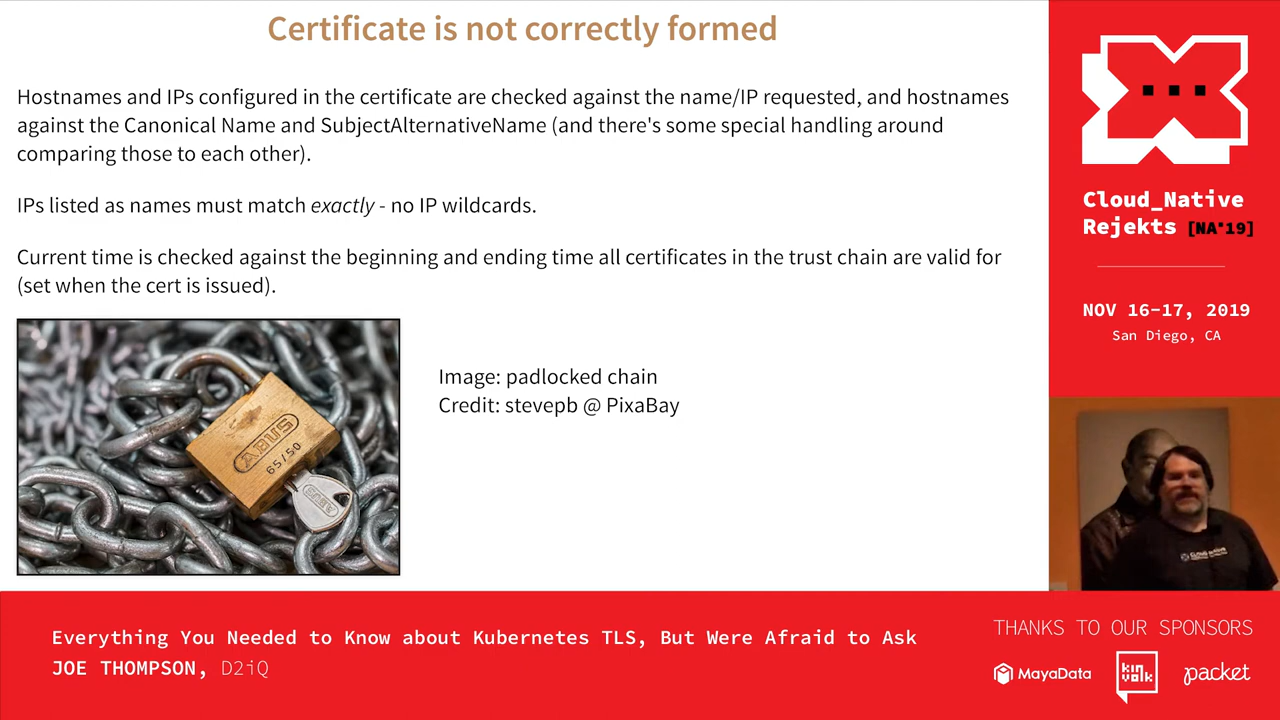 Certificate is not correctly formed
Hostnames and IPs configured in the certificate are checked against the name/IP requested, and hostnames
against the Canonical Name and SubjectAlternativeName (and there's some special handling around
comparing those to each other).
IPs listed as names must match exactly - no IP wildcards.
Current time is checked against the beginning and ending time all certificates in the trust chain are valid for
(set when the cert is issued).
ABUS
65/50
ABUS
Image: padlocked chain
Credit: stevepb @ PixaBay
Cloud_Native
Rejekts [NA'19]
NOV 16-17, 2019
San Diego, CA
Everything You Needed to Know about Kubernetes TLS, But Were Afraid to Ask
JOE THOMPSON, D2iQ
THANKS TO OUR SPONSORS
MayaData
kinvolk
packet